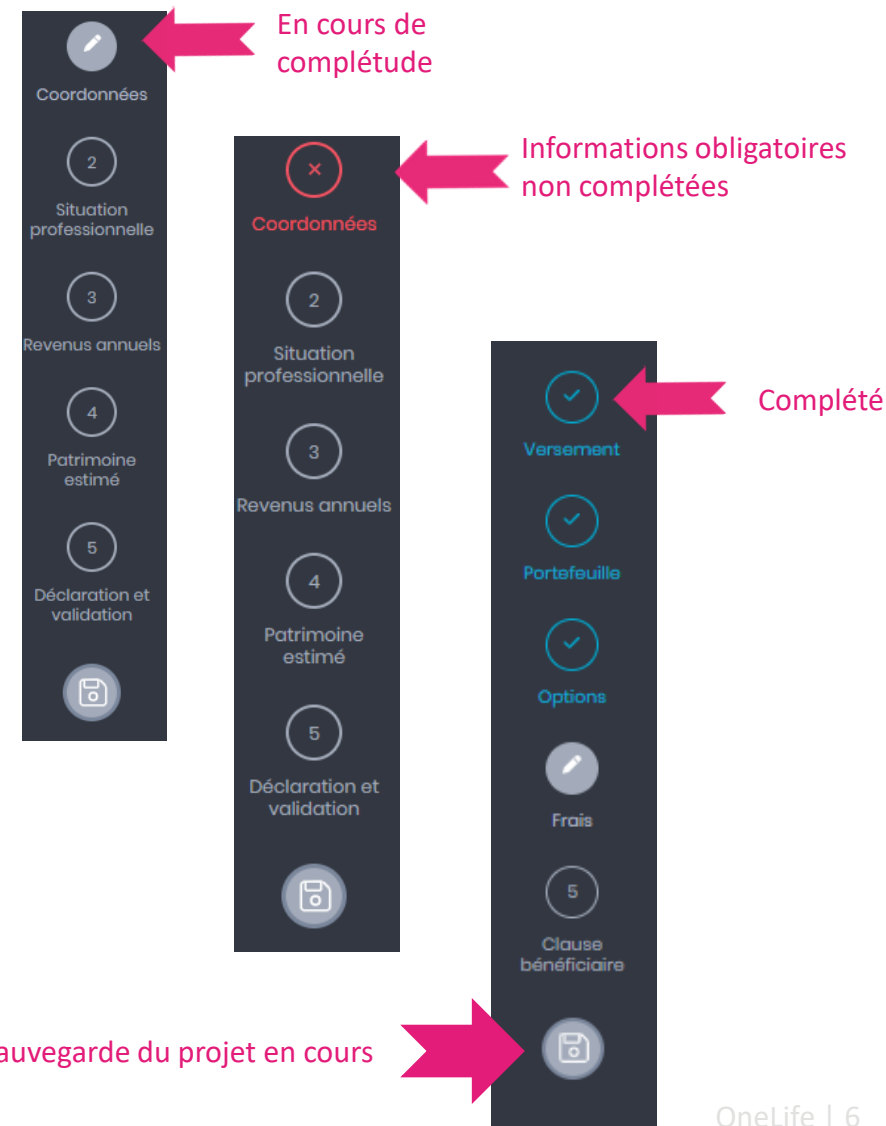 En cours de
complétude
Coordonnées
2
Situation
professionnelle
3
Revenus annuels
4
Patrimoine
estimé
5
Déclaration et
validation
Informations obligatoires
non complétées
Coordonnées
2
Situation
professionnelle
3
Revenus annuels
4
Patrimoine
estimé
5
Déclaration et
validation
Complété
Versement
Portefeuille
Options
Frais
5
Clause
bénéficiaire
auvegarde du projet en cours
OneLife | 6